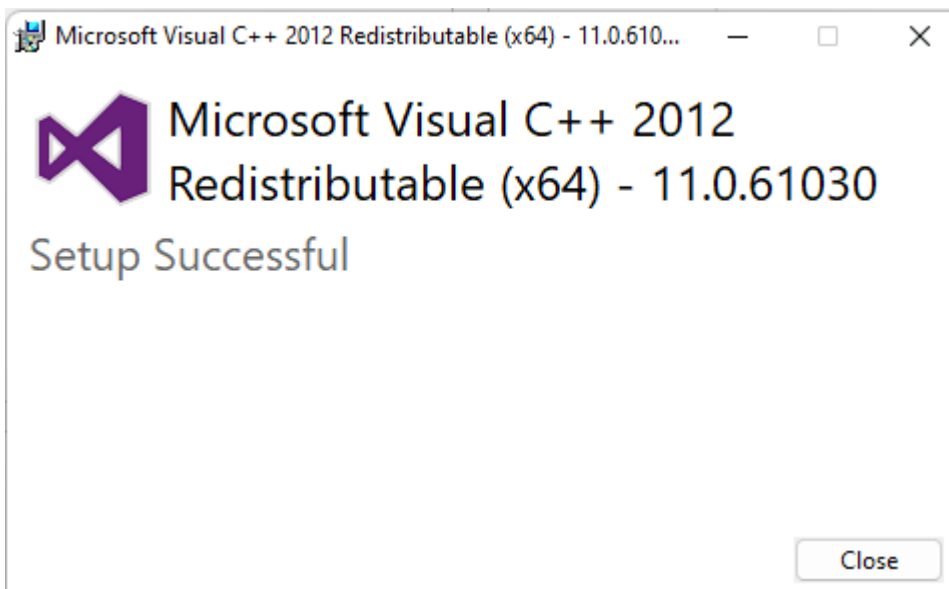 Microsoft Visual C++ 2012 Redistributable (x64) - 11.0.610...
Microsoft Visual C++ 2012
Redistributable (x64) - 11.0.61030
Setup Successful
Close